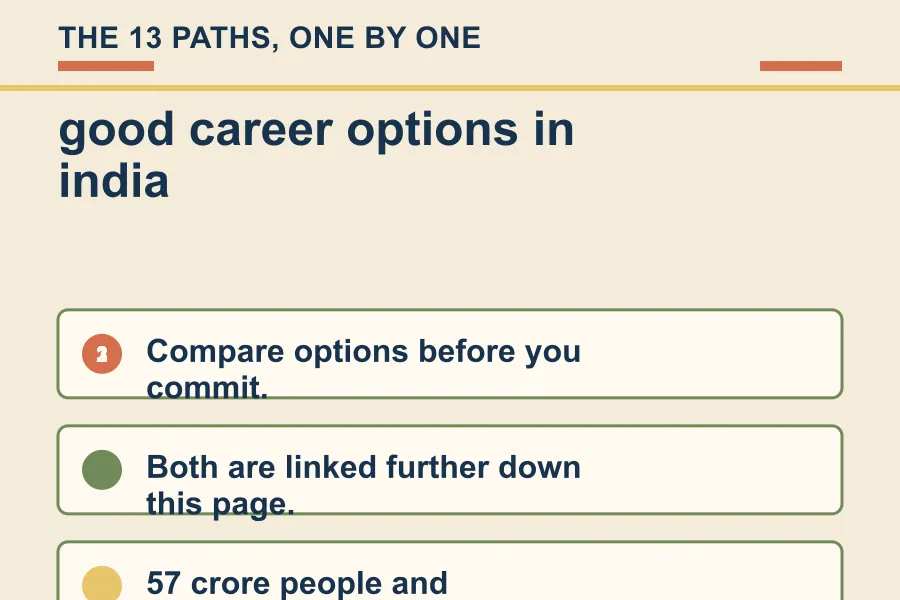 THE 13 PATHS, ONE BY ONE
good career options in
india
Compare options before you
commit.
Both are linked further down
this page.
57 crore people and